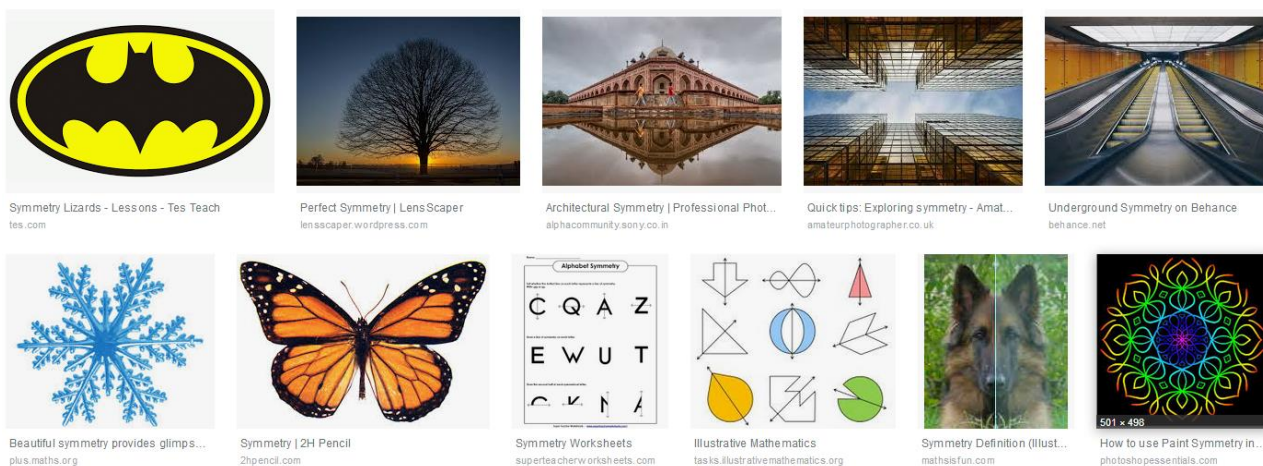 Symmetry Lizards - Lessons - Tes Teach
tes.com
Perfect Symmetry | LensScaper
lensscaper.wordpress.com
Architectural Symmetry | Professional Phot...
alphacommunity.sony.co.in
Quick tips: Exploring symmetry - Amat...
amateurphotographer.co.uk
Underground Symmetry on Behance
behance.net
Alphabet Symmetry
C Q A Z
E W U T
501 × 498
Beautiful symmetry provides glimps...
plus.maths.org
Symmetry | 2H Pencil
2hpencil.com
Symmetry Worksheets
superteacherworksheets.com
Illustrative Mathematics
tasks.illustrativemathematics.org
Symmetry Definition (Illust...
mathsisfun.com
How to use Paint Symmetry in...
photoshopessentials.com